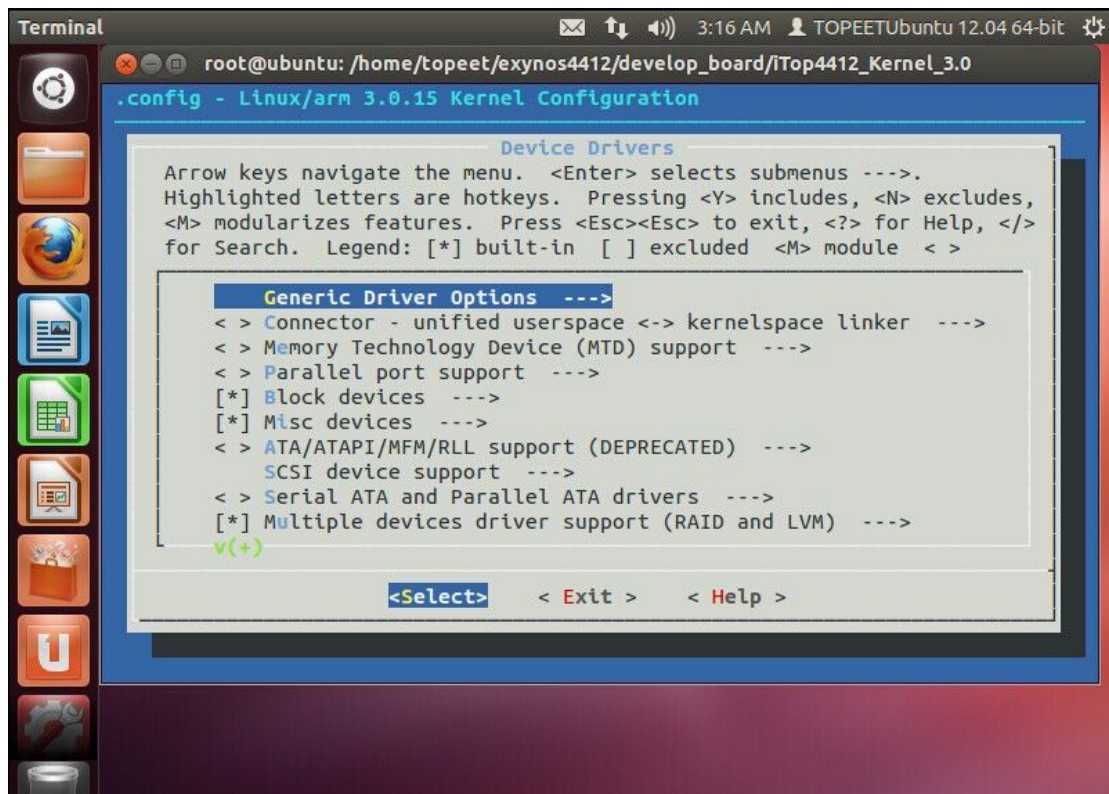 Terminal
3:16 AM TOPEETUbuntu 12.04 64-bit
root@ubuntu: /home/topeet/exynos4412/develop_board/iTop4412_Kernel_3.0
.config - Linux/arm 3.0.15 Kernel Configuration
Device Drivers
Arrow keys navigate the menu. <Enter> selects submenus --->.
Highlighted letters are hotkeys. Pressing <Y> includes, <N> excludes,
<M> modularizes features. Press <Esc><Esc> to exit, <?> for Help, </>
for Search. Legend: [*] built-in [ ] excluded <M> module < >
Generic Driver Options --->
< > Connector - unified userspace <-> kernelspace linker --->
< > Memory Technology Device (MTD) support --->
< > Parallel port support --->
[*] Block devices --->
[*] Misc devices --->
< > ATA/ATAPI/MFM/RLL support (DEPRECATED) --->
SCSI device support --->
< > Serial ATA and Parallel ATA drivers --->
[*] Multiple devices driver support (RAID and LVM) --->
v(+)
<Select> < Exit > < Help >